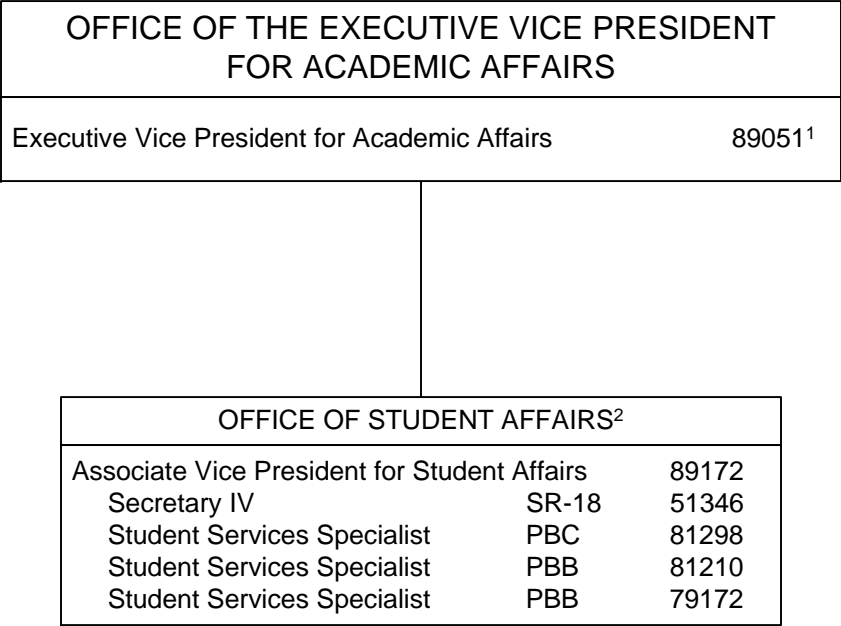 OFFICE OF THE EXECUTIVE VICE PRESIDENT
FOR ACADEMIC AFFAIRS
Executive Vice President for Academic Affairs 89051¹
OFFICE OF STUDENT AFFAIRS²
Associate Vice President for Student Affairs 89172
Secretary IV SR-18 51346
Student Services Specialist PBC 81298
Student Services Specialist PBB 81210
Student Services Specialist PBB 79172